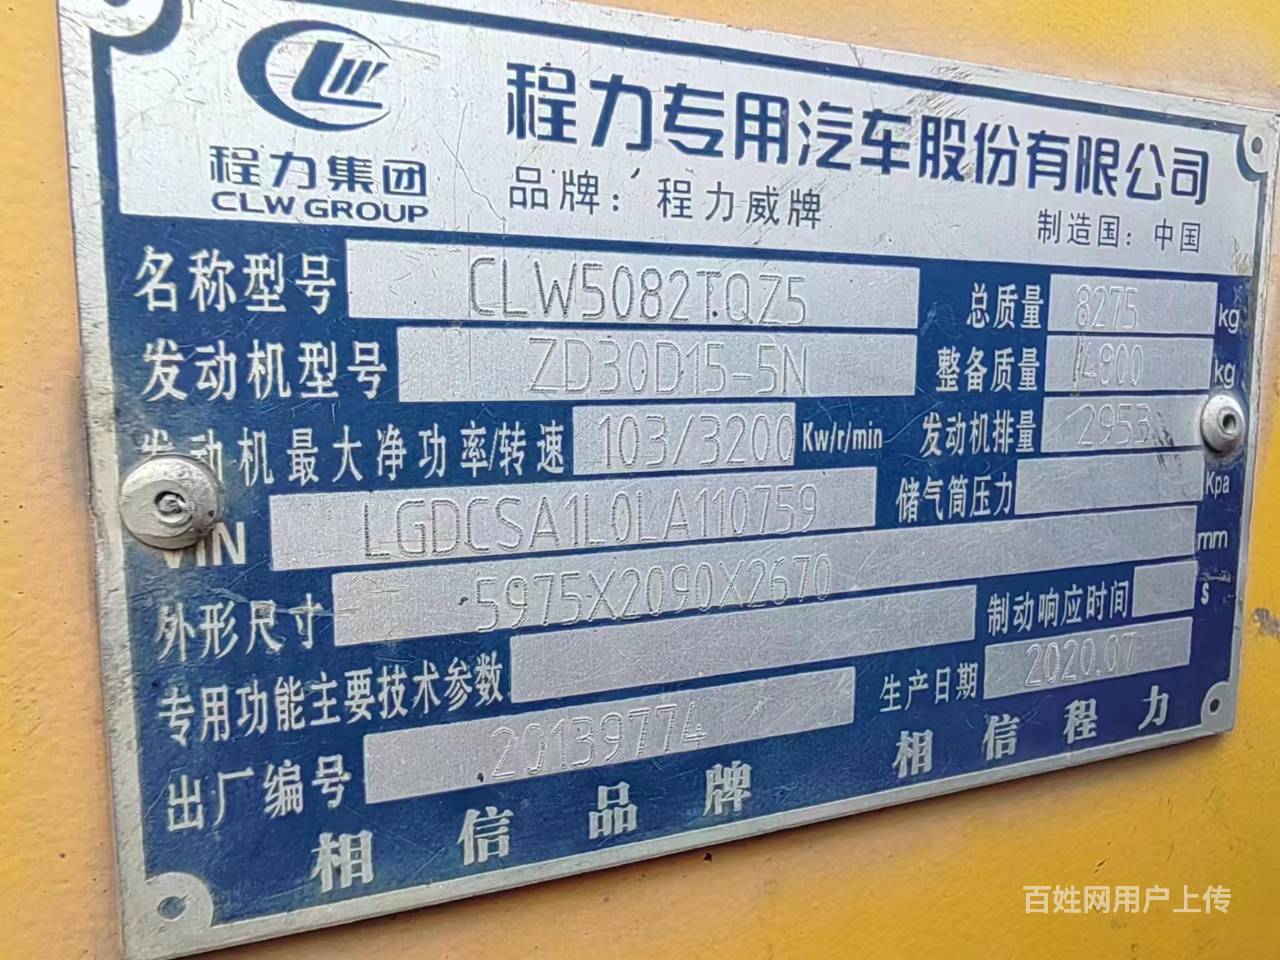 程力专用汽车股份有限公司
程力集团
CLW GROUP
品牌：程力威牌
制造国：中国
名称型号 CLW5082TQZ5 总质量 8275 kg
发动机型号 ZD30D15-5N 整备质量 4800 kg
发动机最大净功率/转速 103/3200 Kw/r/min 发动机排量 2953
VIN LGDCSA1L0LA110759 储气筒压力 Kpa
外形尺寸 5975X2090X2670 mm
专用功能主要技术参数 制动响应时间 s
出厂编号 20139774 生产日期 2020.07
相信品牌 相信程力
百姓网用户上传